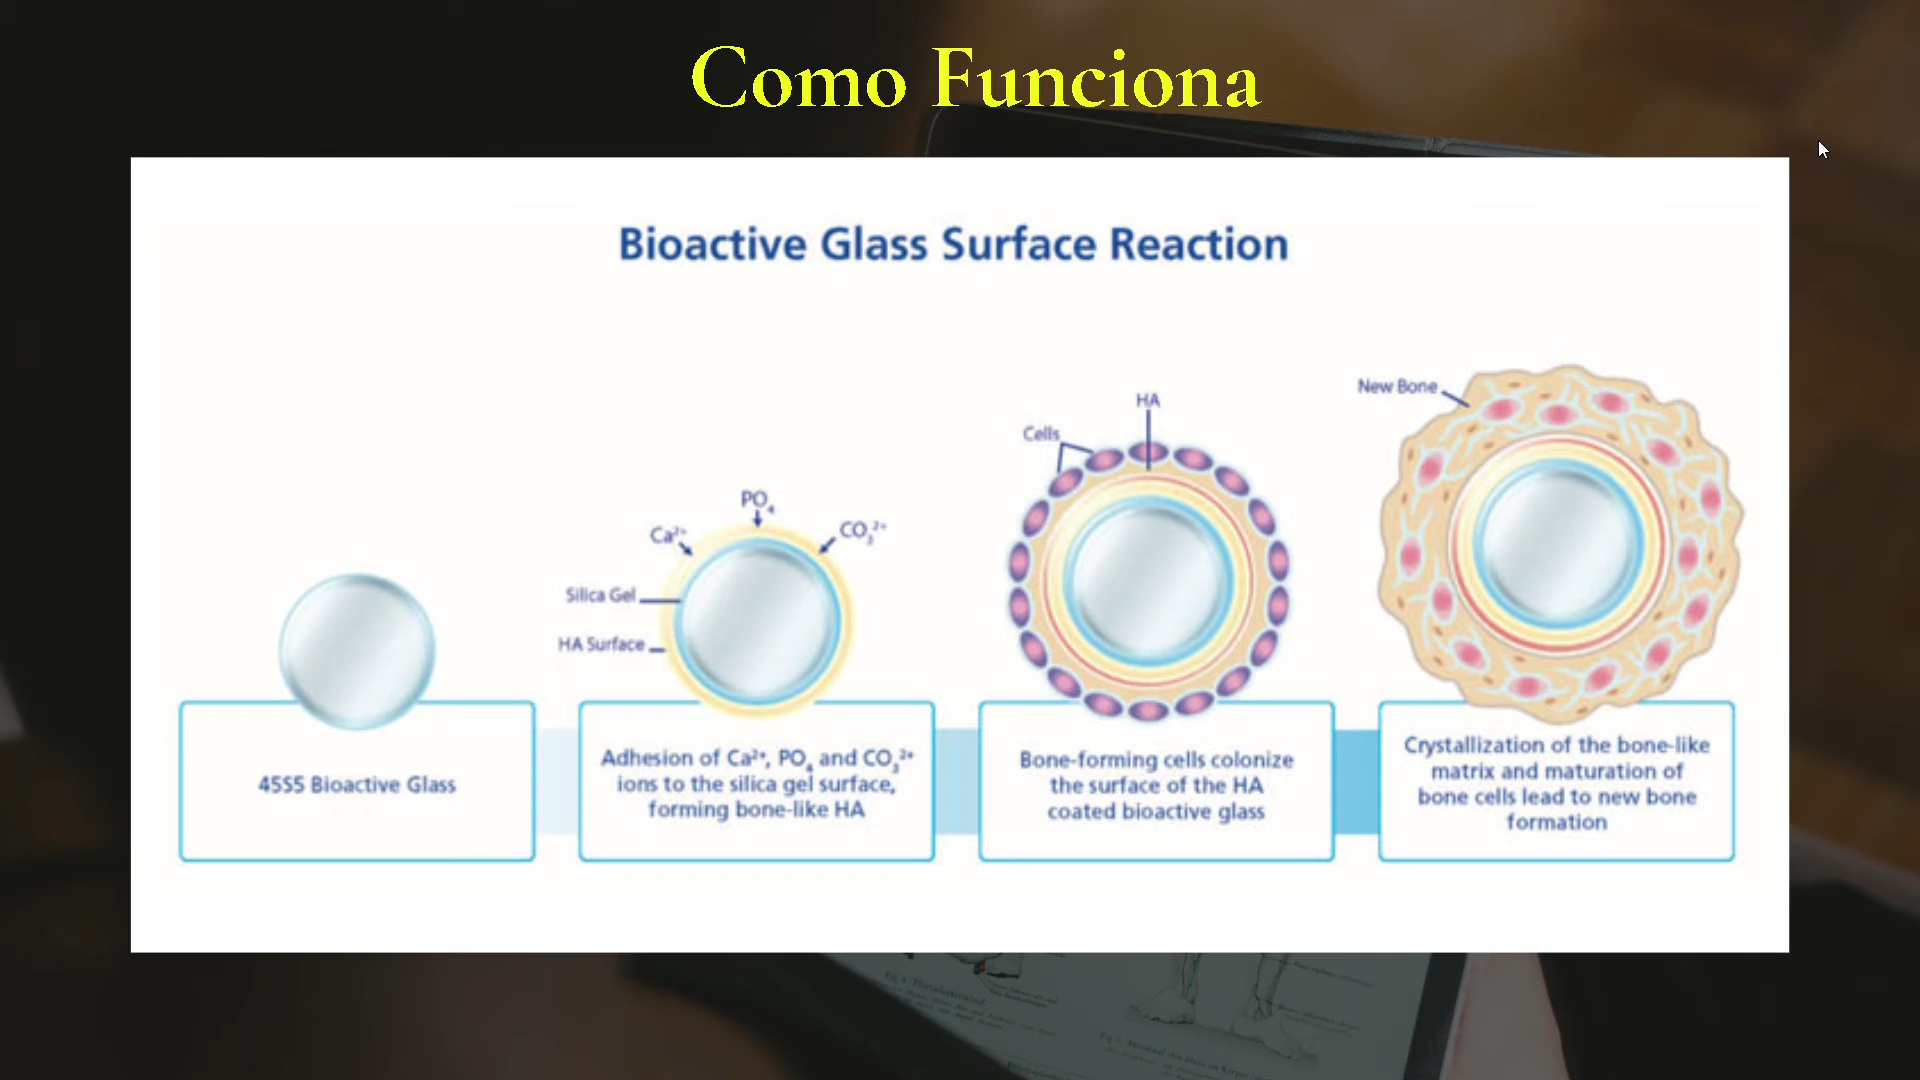 Como Funciona
Bioactive Glass Surface Reaction
New Bone
HA
Cells
PO₄
Ca²⁺
CO₃²⁺
Silica Gel
HA Surface
45S5 Bioactive Glass
Adhesion of Ca²⁺, PO₄ and CO₃²⁺
ions to the silica gel surface,
forming bone-like HA
Bone-forming cells colonize
the surface of the HA
coated bioactive glass
Crystallization of the bone-like
matrix and maturation of
bone cells lead to new bone
formation